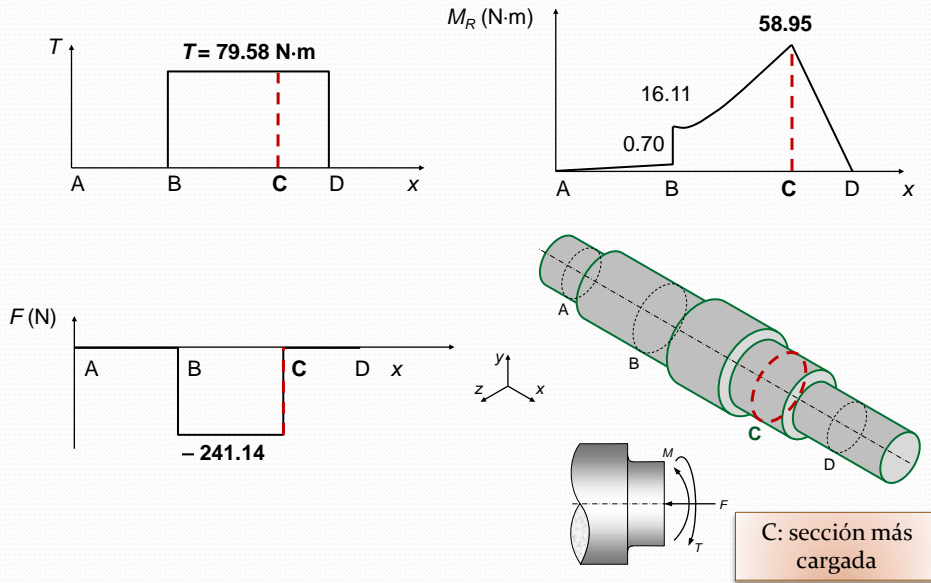 T
T = 79.58 N·m
A
B
C
D
x
M_R (N·m)
58.95
16.11
0.70
A
B
C
D
x
F (N)
A
B
C
D
x
– 241.14
y
z
x
A
B
C
D
M
F
T
C: sección más
cargada